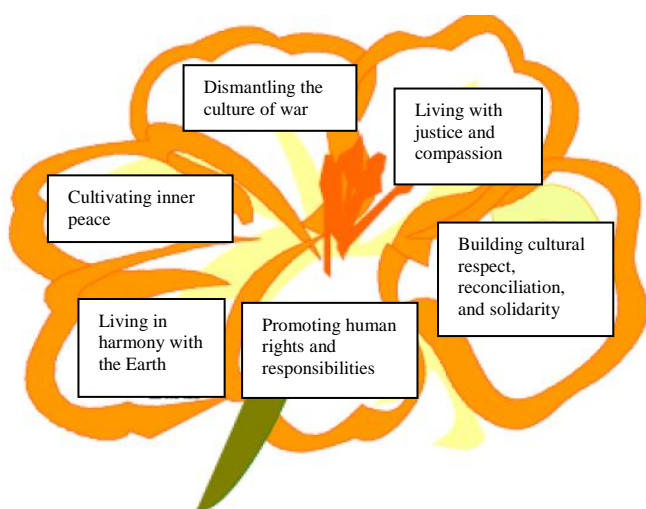 Dismantling the
culture of war
Living with
justice and
compassion
Cultivating inner
peace
Building cultural
respect,
reconciliation,
and solidarity
Living in
harmony with
the Earth
Promoting human
rights and
responsibilities